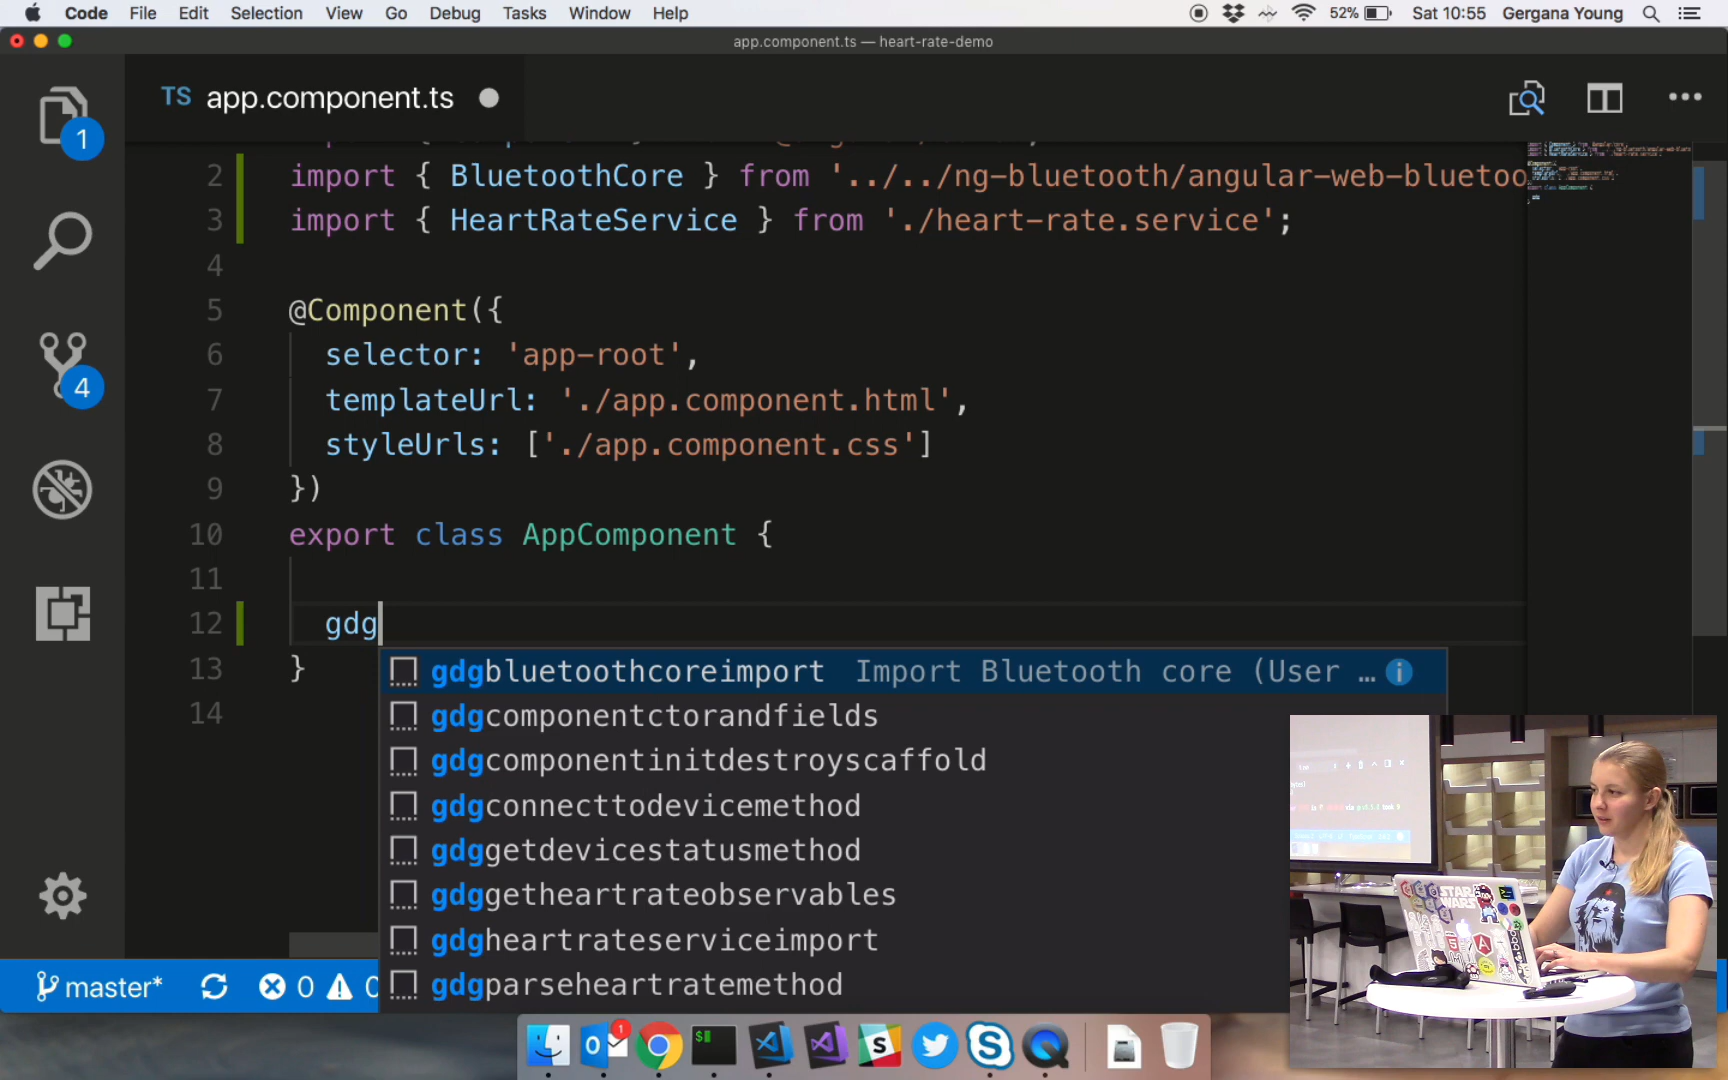 Code File Edit Selection View Go Debug Tasks Window Help 52% Sat 10:55 Gergana Young
app.component.ts — heart-rate-demo
TS app.component.ts
1
2 import { BluetoothCore } from '../../ng-bluetooth/angular-web-bluetoo
3 import { HeartRateService } from './heart-rate.service';
4
5 @Component({
6 selector: 'app-root',
7 templateUrl: './app.component.html',
8 styleUrls: ['./app.component.css']
9 })
10 export class AppComponent {
11
12 gdg
13 }
14
4
gdgbluetoothcoreimport Import Bluetooth core (User …
gdgcomponentctorandfields
gdgcomponentinitdestroyscaffold
gdgconnecttodevicemethod
gdggetdevicestatusmethod
gdggetheartrateobservables
gdgheartrateserviceimport
gdgparseheartratemethod
master* 0 0
1
STAR WARS